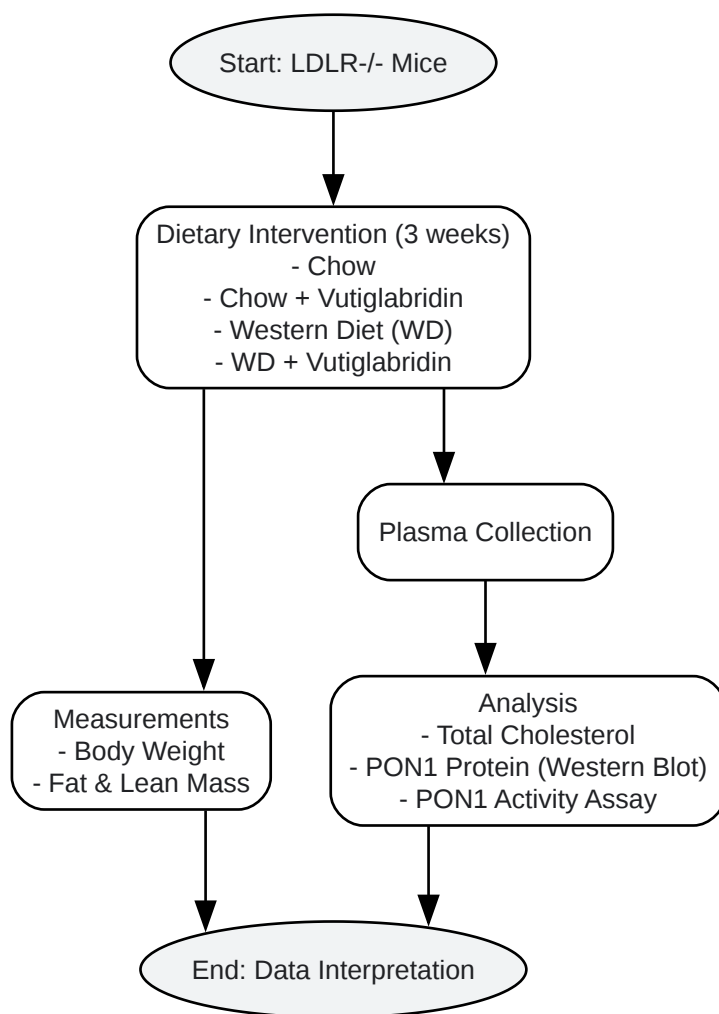 Start: LDLR-/- Mice
Dietary Intervention (3 weeks)
- Chow
- Chow + Vutiglabridin
- Western Diet (WD)
- WD + Vutiglabridin
Plasma Collection
Measurements
- Body Weight
- Fat & Lean Mass
Analysis
- Total Cholesterol
- PON1 Protein (Western Blot)
- PON1 Activity Assay
End: Data Interpretation